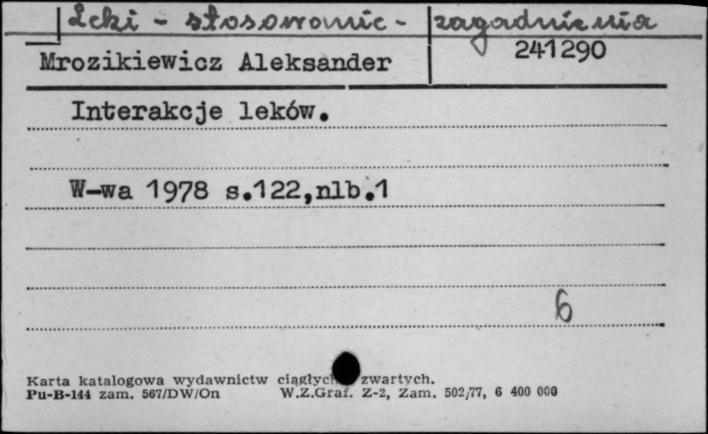 Leki - stosowanie - zagadnienia
Mrozikiewicz Aleksander
241290
Interakcje leków.
W-wa 1978 s.122,nlb.1
6
Karta katalogowa wydawnictw ciągłych zwartych.
Pu-B-144 zam. 567/DW/On W.Z.Graf. Z-2, Zam. 502/77, 6 400 000